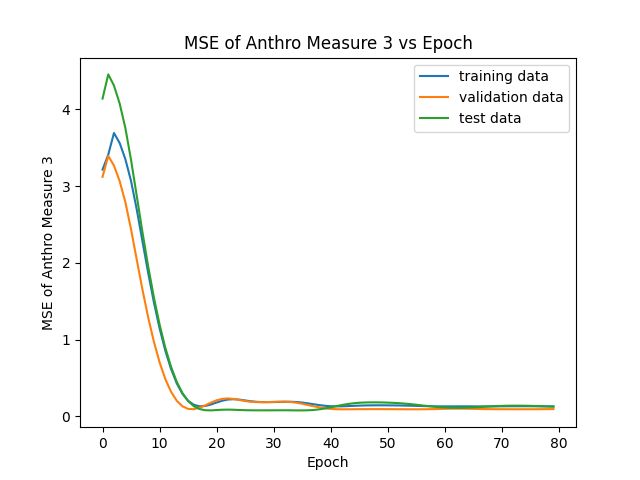 MSE of Anthro Measure 3 vs Epoch
training data
validation data
test data
MSE of Anthro Measure 3
4
3
2
1
0
0 10 20 30 40 50 60 70 80
Epoch